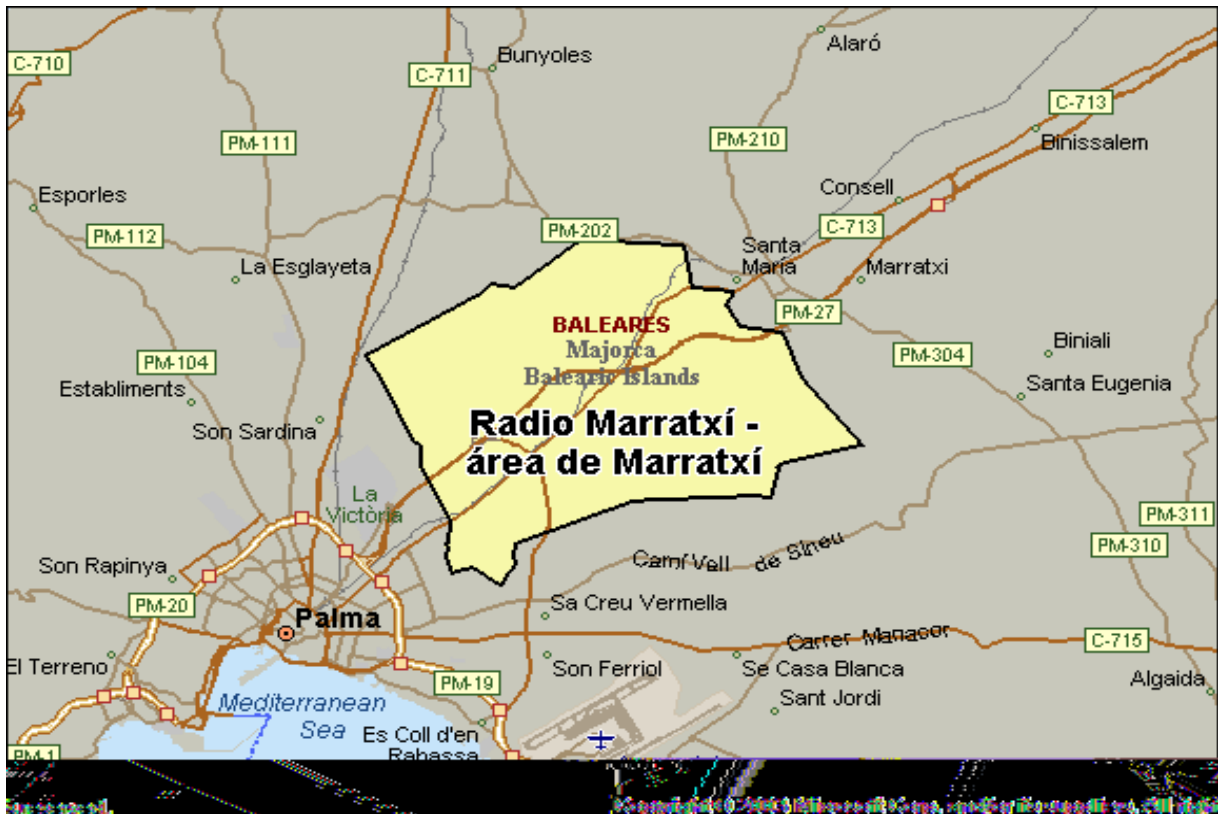 Alaró
Bunyoles
C-710
C-711
C-713
PM-111
PM-210
Binissalem
Esporles
Consell
PM-112
PM-202
C-713
Santa
María
La Esglayeta
Marratxi
PM-27
BALEARES
Majorca
Balearic Islands
PM-104
PM-304
Biniali
Establiments
Santa Eugenia
Son Sardina
Radio Marratxí -
área de Marratxí
La
Victòria
PM-311
PM-310
Camí Vell de Sineu
Son Rapinya
PM-20
Palma
Sa Creu Vermella
Carrer Manacor
C-715
El Terreno
Son Ferriol
Se Casa Blanca
Algaida
PM-19
Mediterranean
Sea
Sant Jordi
Es Coll d'en
Rabassa
PM-1